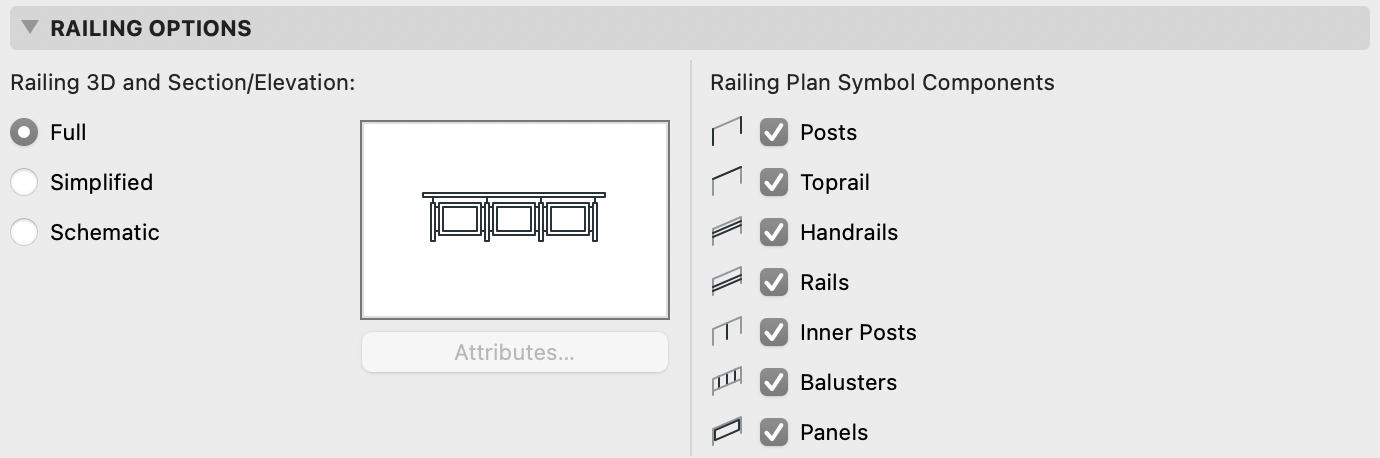 RAILING OPTIONS
Railing 3D and Section/Elevation:
Full
Simplified
Schematic
Attributes...
Railing Plan Symbol Components
Posts
Toprail
Handrails
Rails
Inner Posts
Balusters
Panels